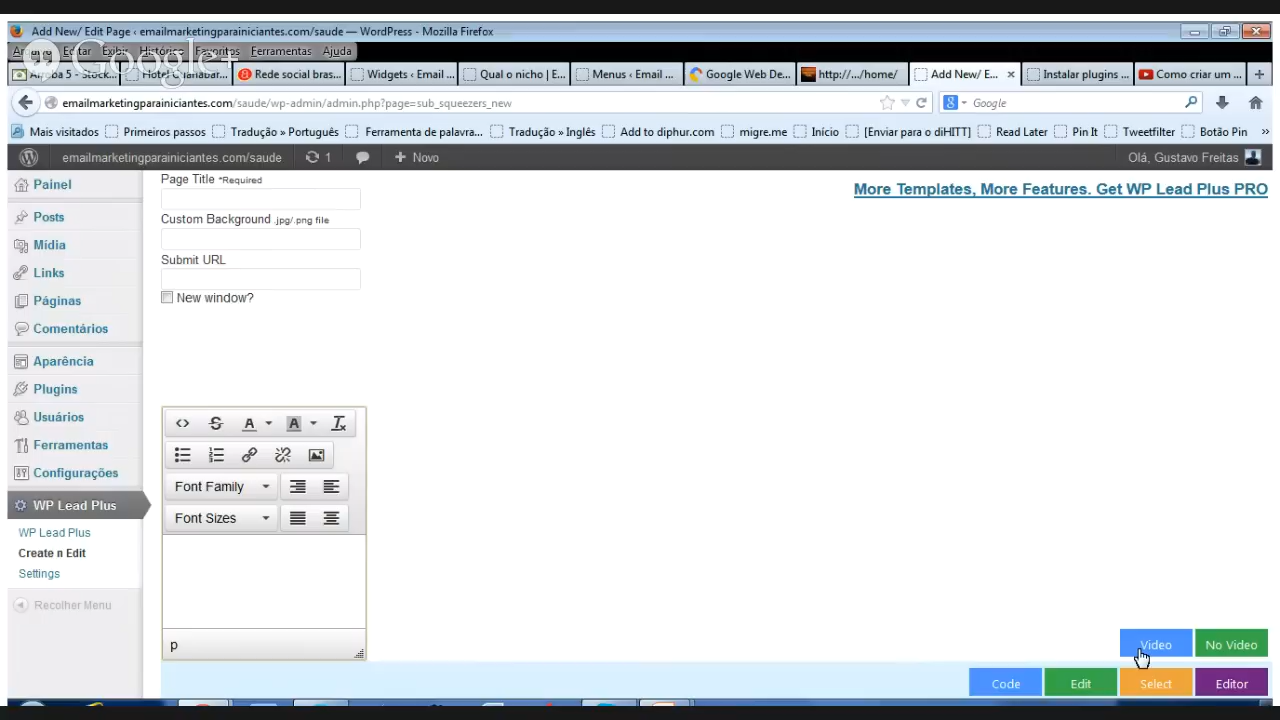 Add New/ Edit Page ‹ emailmarketingparainiciantes.com/saude — WordPress - Mozilla Firefox
Editar Exibir Histórico Favoritos Ferramentas Ajuda
Google+
Rede social bras... Widgets ‹ Email ... Qual o nicho | E... Menus ‹ Email ... Google Web De... http://.../home/ Add New/ E... × Instalar plugins ... Como criar um ... +
emailmarketingparainiciantes.com/saude/wp-admin/admin.php?page=sub_squeezers_new
Google
Mais visitados Primeiros passos Tradução » Português Ferramenta de palavra... Tradução » Inglês Add to diphur.com migre.me Início [Enviar para o diHITT] Read Later Pin It Tweetfilter Botão Pin »
emailmarketingparainiciantes.com/saude 1 + Novo Olá, Gustavo Freitas
Painel
Posts
Mídia
Links
Páginas
Comentários
Aparência
Plugins
Usuários
Ferramentas
Configurações
WP Lead Plus
WP Lead Plus
Create n Edit
Settings
Recolher Menu
Page Title *Required
Custom Background .jpg/.png file
Submit URL
New window?
More Templates, More Features. Get WP Lead Plus PRO
<> S A A Tx
Font Family
Font Sizes
p
Video No Video
Code Edit Select Editor